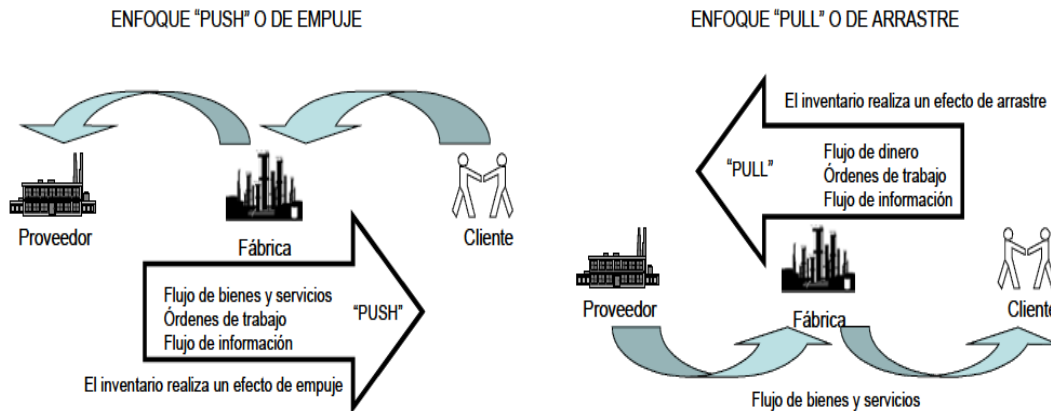 ENFOQUE “PUSH” O DE EMPUJE
Proveedor
Fábrica
Cliente
Flujo de bienes y servicios
Órdenes de trabajo
Flujo de información
“PUSH”
El inventario realiza un efecto de empuje
ENFOQUE “PULL” O DE ARRASTRE
El inventario realiza un efecto de arrastre
“PULL”
Flujo de dinero
Órdenes de trabajo
Flujo de información
Proveedor
Fábrica
Cliente
Flujo de bienes y servicios